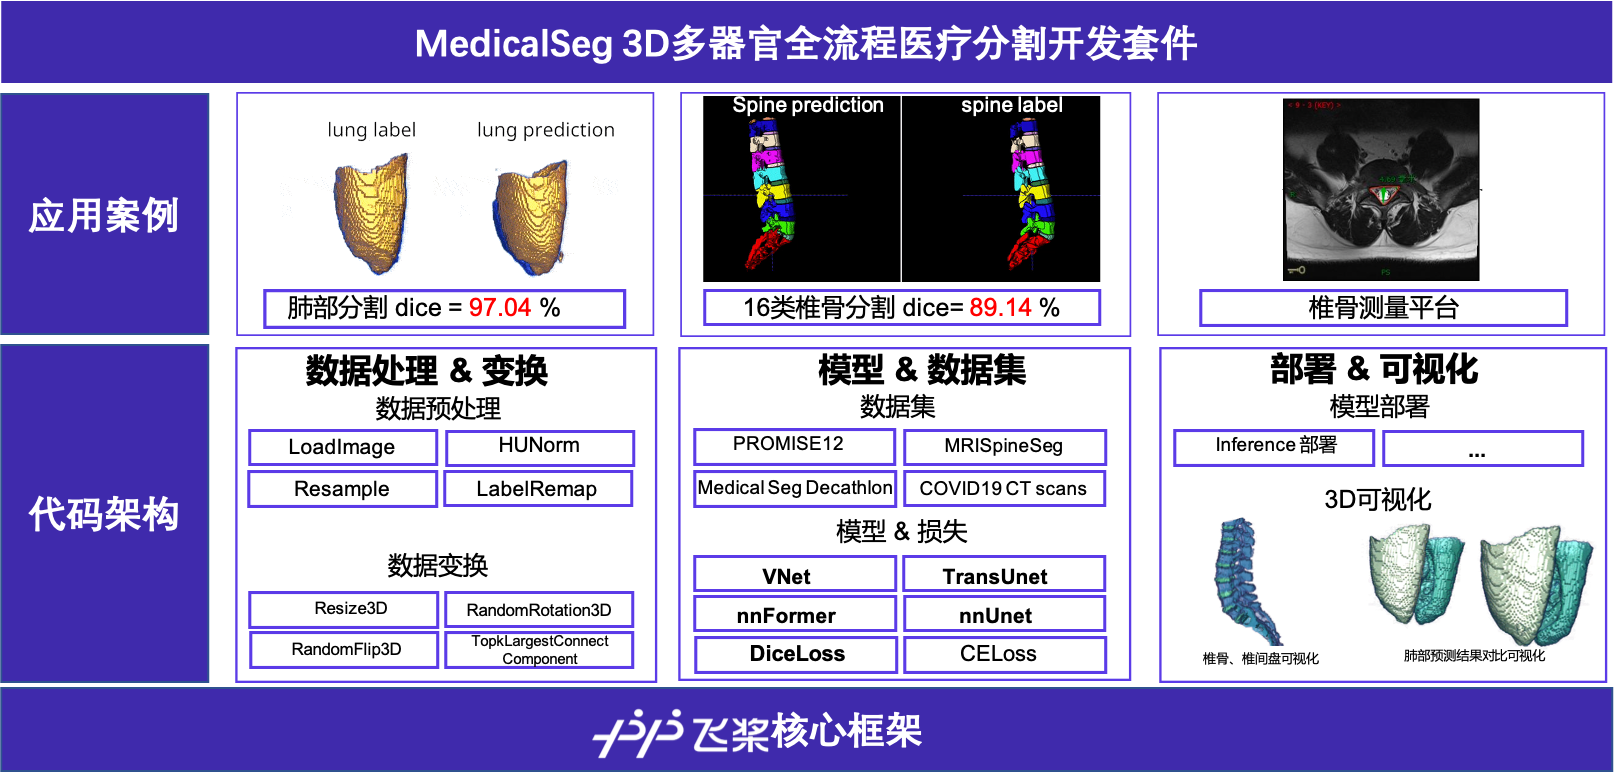 MedicalSeg 3D多器官全流程医疗分割开发套件
应用案例
lung label
lung prediction
肺部分割 dice = 97.04 %
Spine prediction
spine label
16类椎骨分割 dice= 89.14 %
椎骨测量平台
代码架构
数据处理 & 变换
数据预处理
LoadImage
HUNorm
Resample
LabelRemap
数据变换
Resize3D
RandomRotation3D
RandomFlip3D
TopkLargestConnect
Component
模型 & 数据集
数据集
PROMISE12
MRISpineSeg
Medical Seg Decathlon
COVID19 CT scans
模型 & 损失
VNet
TransUnet
nnFormer
nnUnet
DiceLoss
CELoss
部署 & 可视化
模型部署
Inference 部署
...
3D可视化
椎骨、椎间盘可视化
肺部预测结果对比可视化
飞桨核心框架